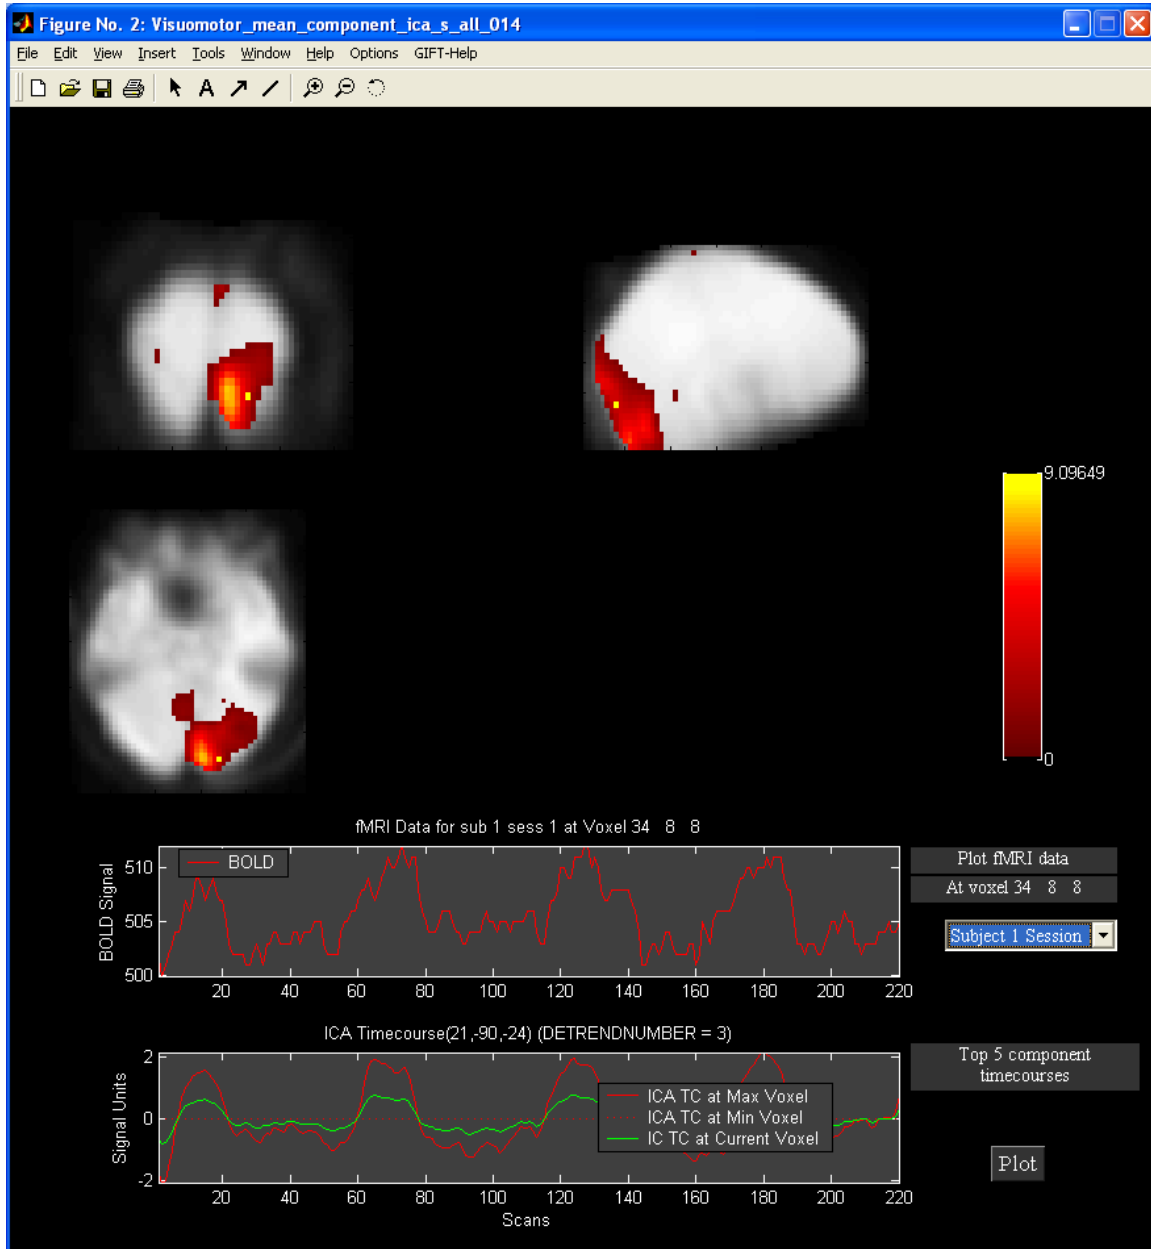 Figure No. 2: Visuomotor_mean_component_ica_s_all_014
File Edit View Insert Tools Window Help Options GIFT-Help
A
9.09649
0
fMRI Data for sub 1 sess 1 at Voxel 34 8 8
BOLD
BOLD Signal
510
505
500
20 40 60 80 100 120 140 160 180 200 220
Plot fMRI data
At voxel 34 8 8
Subject 1 Session
ICA Timecourse(21,-90,-24) (DETRENDNUMBER = 3)
Signal Units
2
0
-2
ICA TC at Max Voxel
ICA TC at Min Voxel
IC TC at Current Voxel
20 40 60 80 100 120 140 160 180 200 220
Scans
Top 5 component
timecourses
Plot